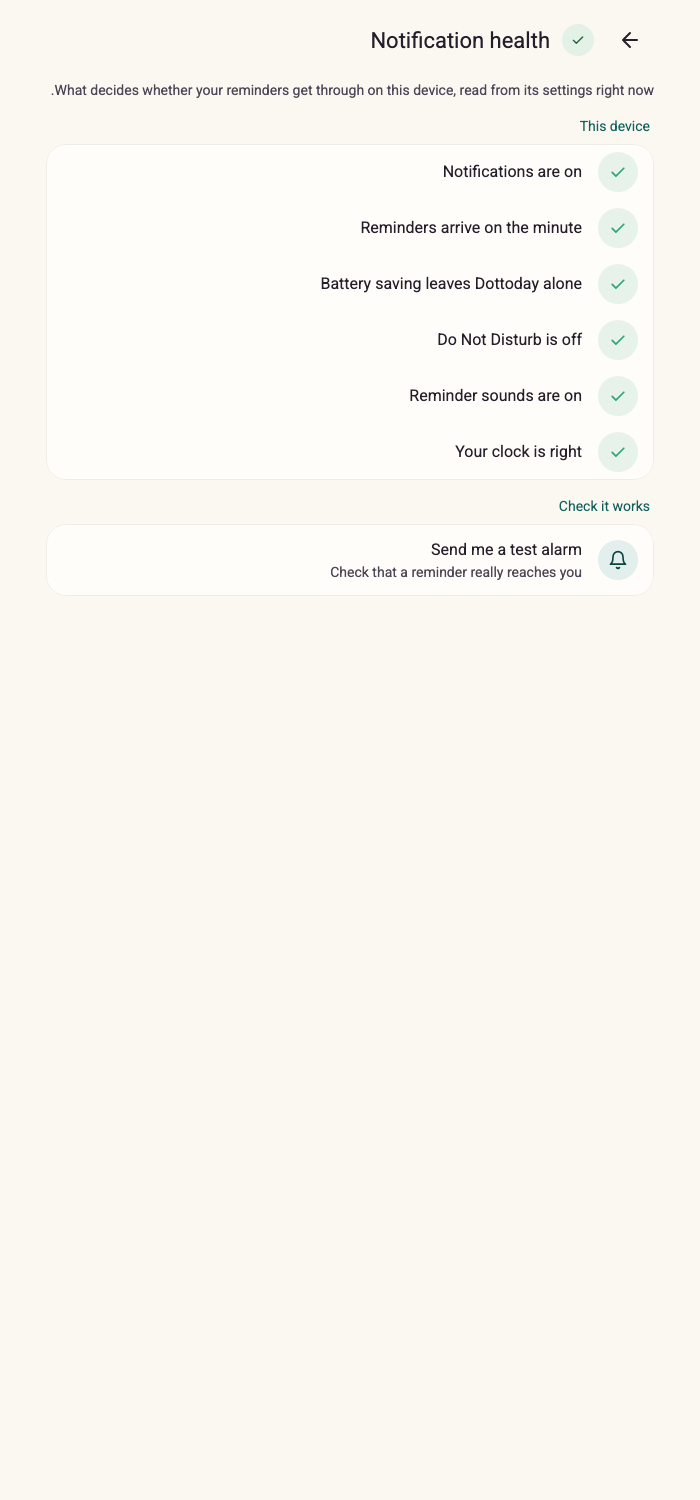 Notification health
.What decides whether your reminders get through on this device, read from its settings right now
This device
Notifications are on
Reminders arrive on the minute
Battery saving leaves Dottoday alone
Do Not Disturb is off
Reminder sounds are on
Your clock is right
Check it works
Send me a test alarm
Check that a reminder really reaches you